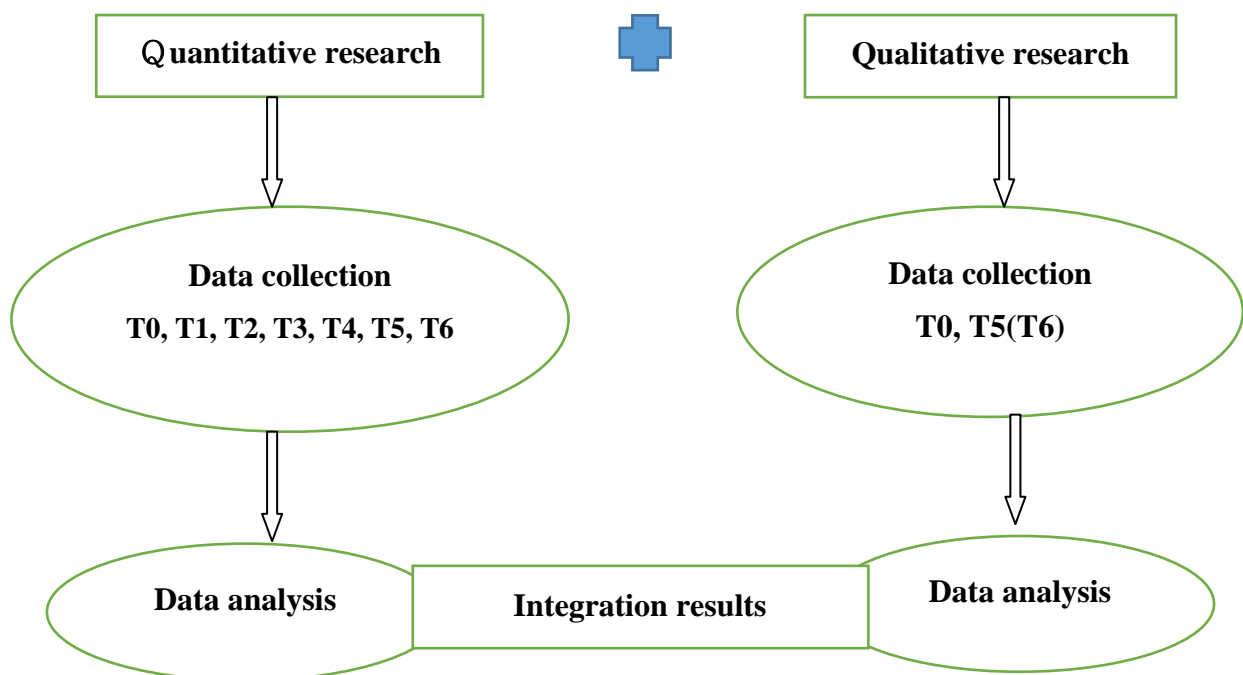 Quantitative research
Qualitative research
Data collection
T0, T1, T2, T3, T4, T5, T6
Data collection
T0, T5(T6)
Data analysis
Integration results
Data analysis